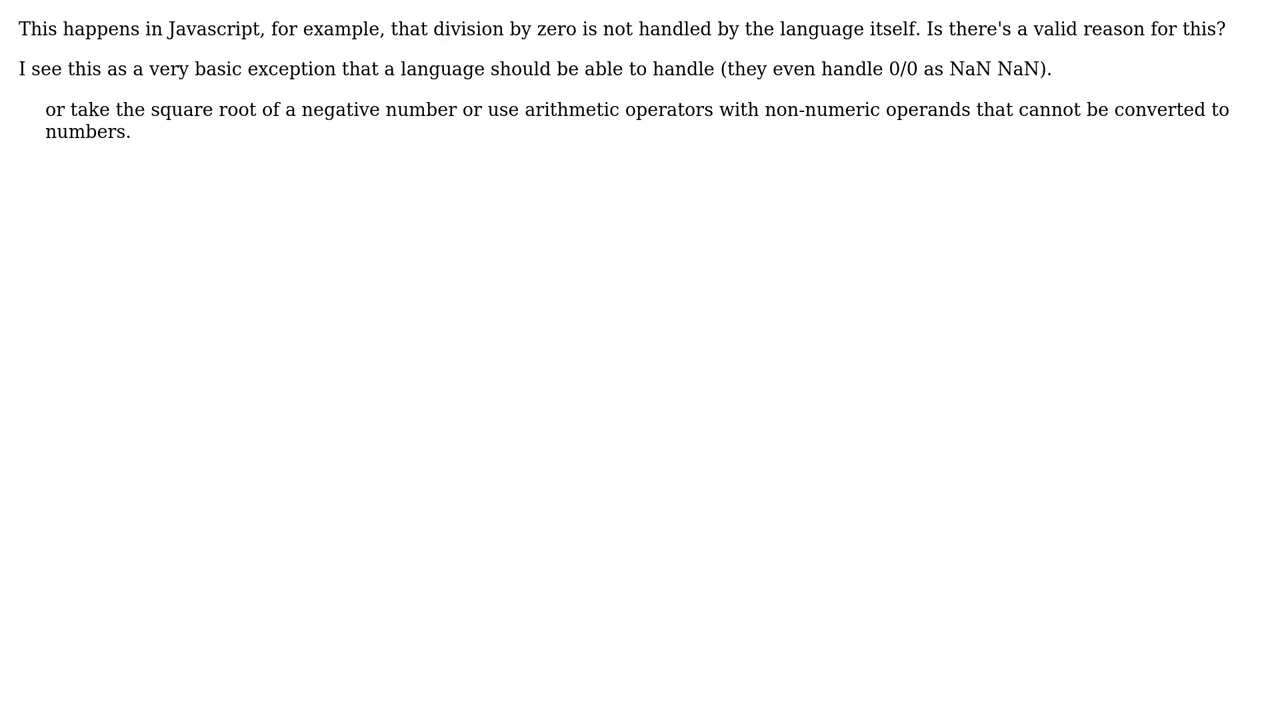 This happens in Javascript, for example, that division by zero is not handled by the language itself. Is there's a valid reason for this?
I see this as a very basic exception that a language should be able to handle (they even handle 0/0 as NaN NaN).
or take the square root of a negative number or use arithmetic operators with non-numeric operands that cannot be converted to
numbers.